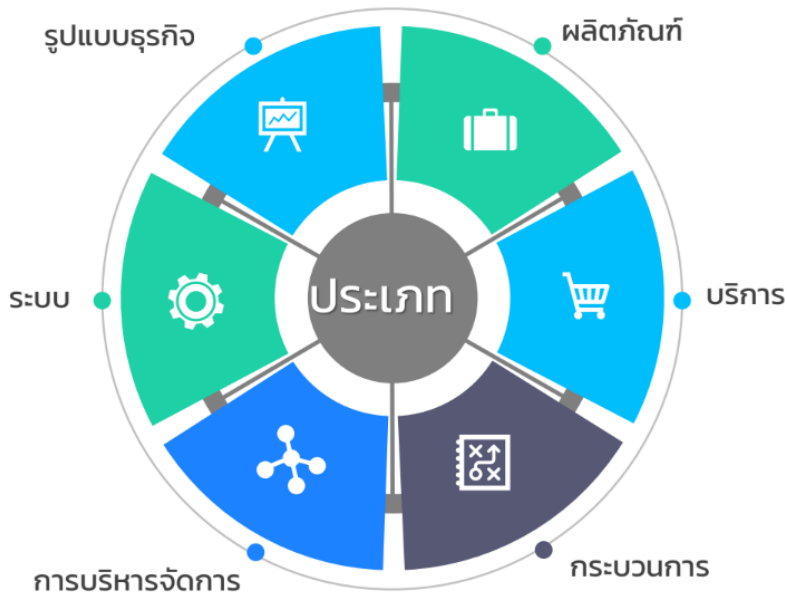 รูปแบบธุรกิจ
ผลิตภัณฑ์
ระบบ
ประเภท
บริการ
การบริหารจัดการ
กระบวนการ